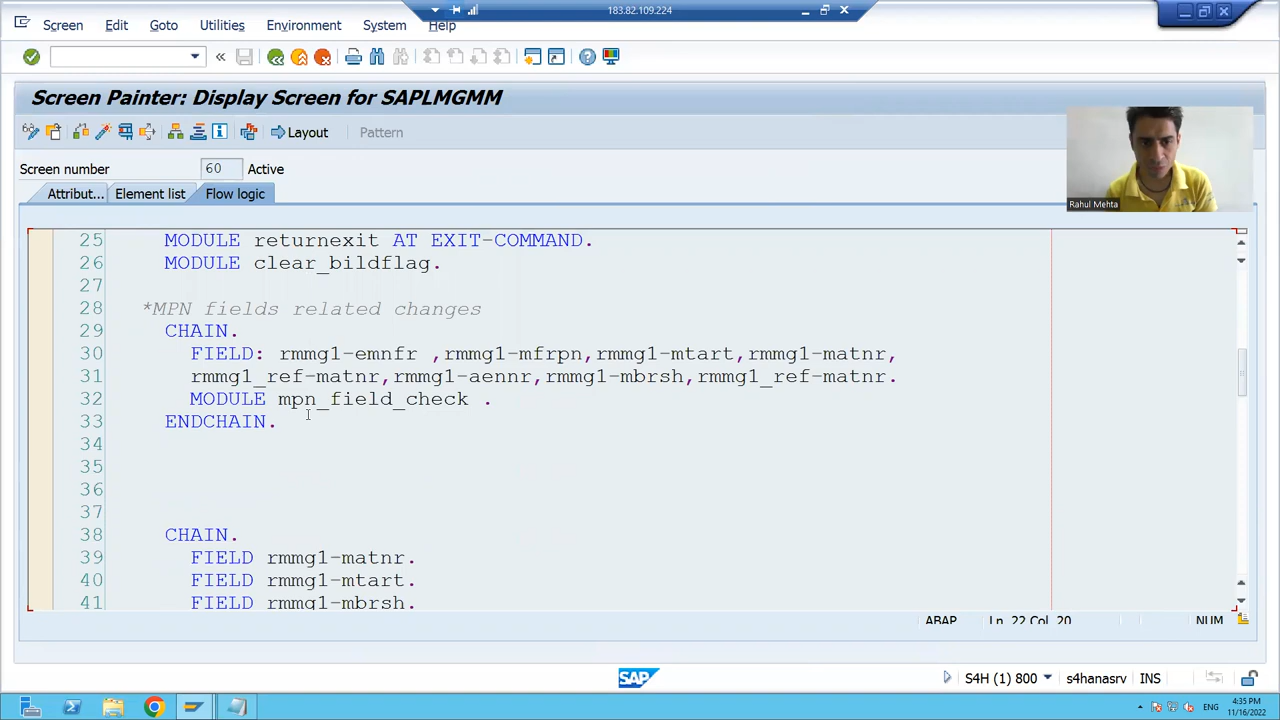 183.82.109.224
Screen Edit Goto Utilities Environment System Help
Screen Painter: Display Screen for SAPLMGMM
Layout Pattern
Rahul Mehta
Screen number 60 Active
Attribut... Element list Flow logic
25 MODULE returnexit AT EXIT-COMMAND.
26 MODULE clear_bildflag.
27
28 *MPN fields related changes
29 CHAIN.
30 FIELD: rmmg1-emnfr ,rmmg1-mfrpn,rmmg1-mtart,rmmg1-matnr,
31 rmmg1_ref-matnr,rmmg1-aennr,rmmg1-mbrsh,rmmg1_ref-matnr.
32 MODULE mpn_field_check .
33 ENDCHAIN.
34
35
36
37
38 CHAIN.
39 FIELD rmmg1-matnr.
40 FIELD rmmg1-mtart.
41 FIELD rmmg1-mbrsh.
ABAP Ln. 22 Col. 20 NUM
SAP S4H (1) 800 s4hanasrv INS
ENG 4:35 PM
11/16/2022